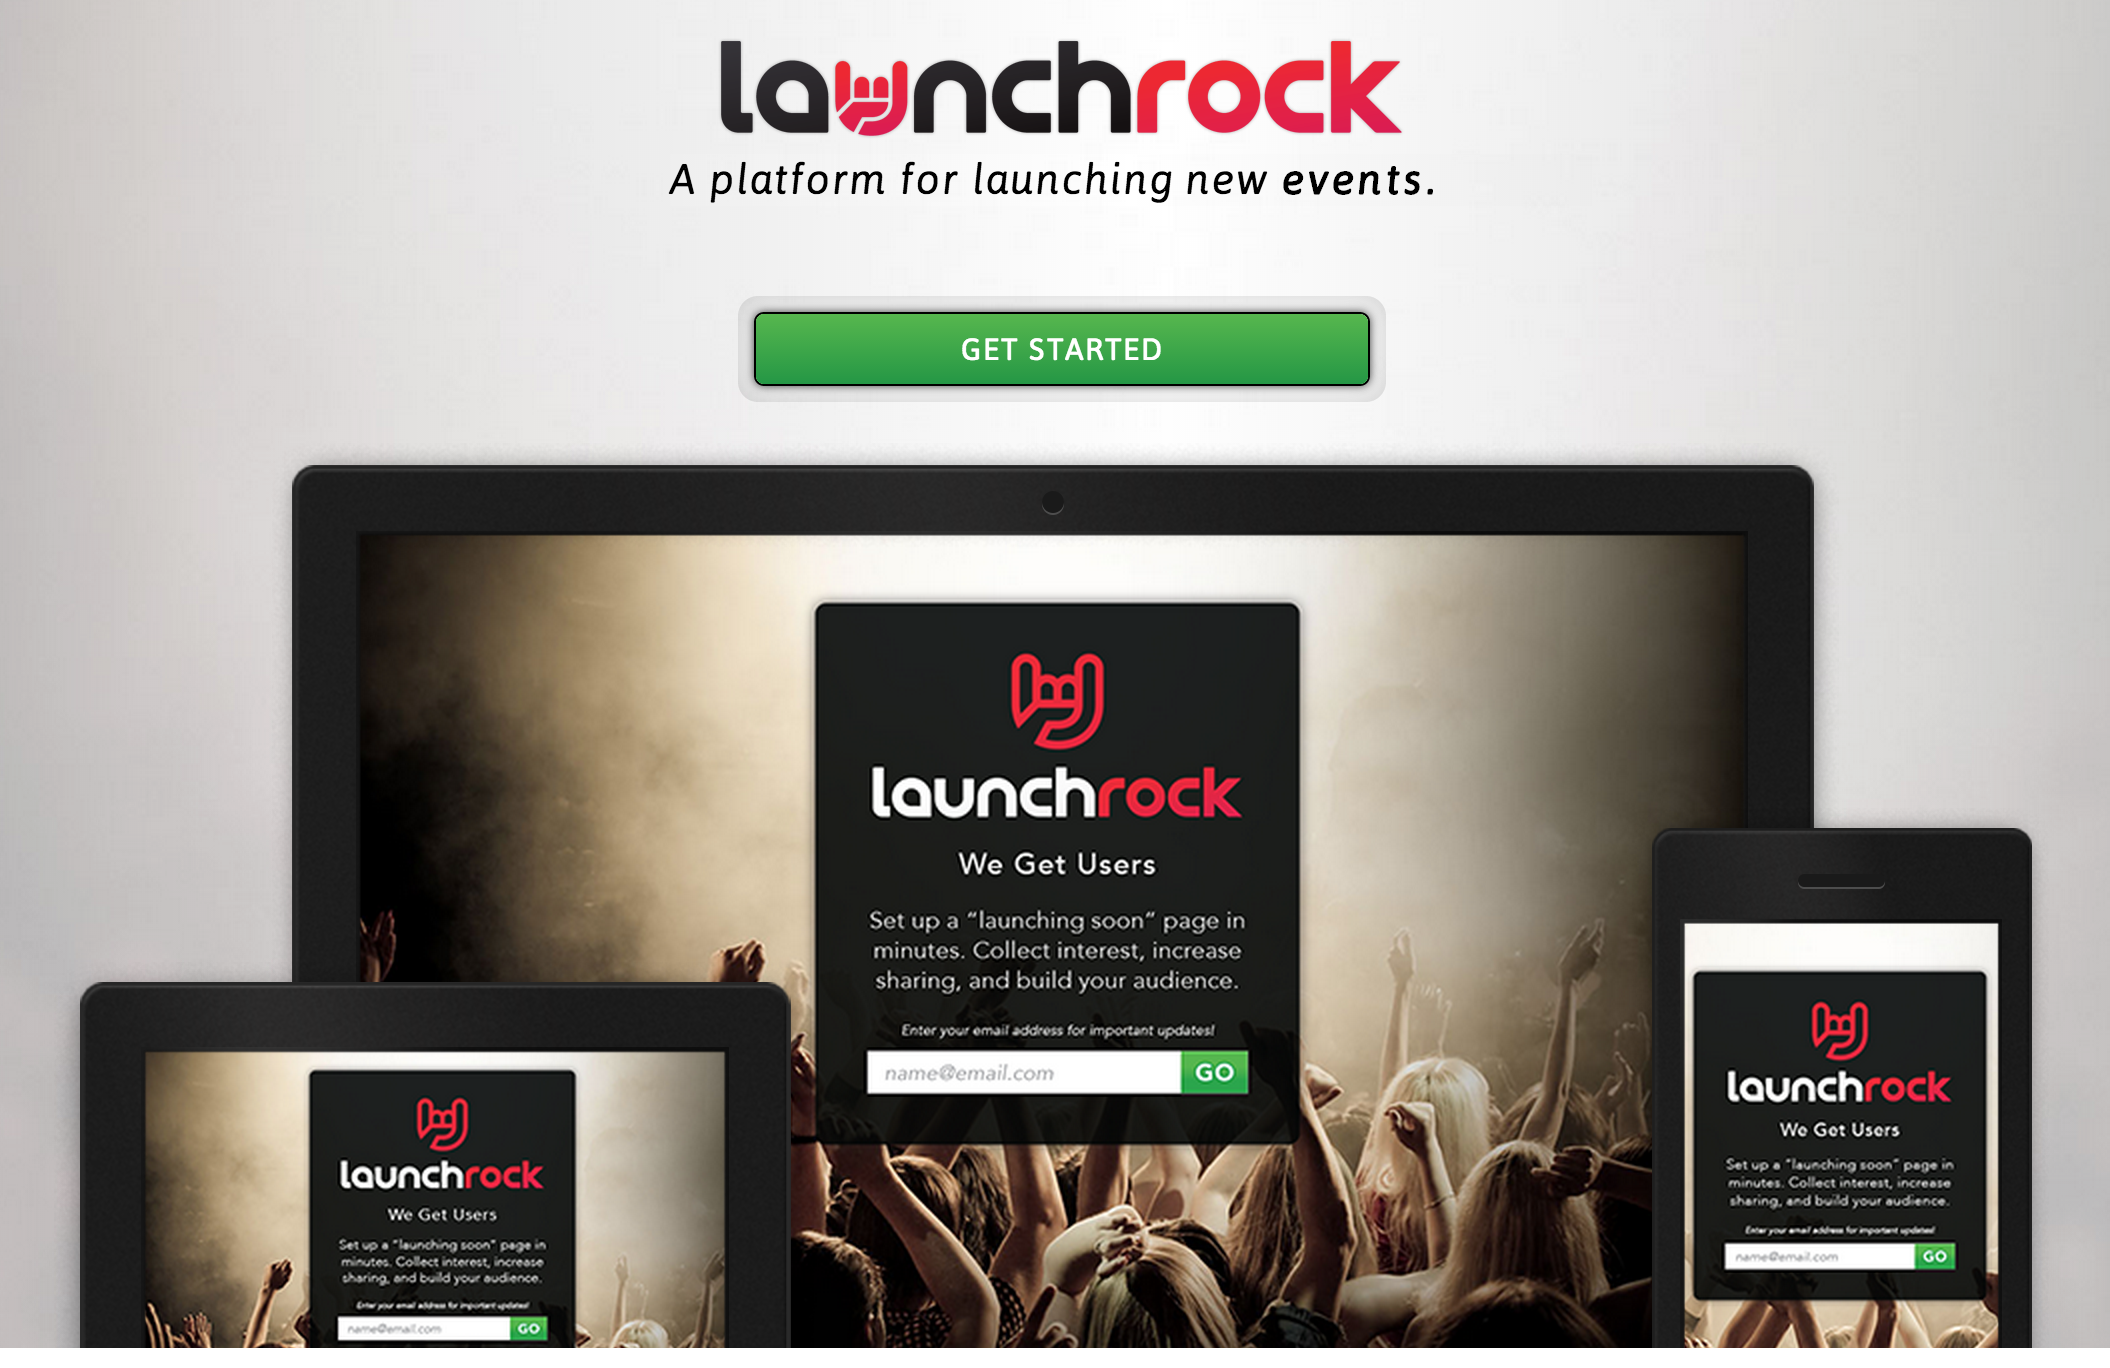 launchrock
A platform for launching new events.
GET STARTED
launchrock
We Get Users
Set up a “launching soon” page in
minutes. Collect interest, increase
sharing, and build your audience.
Enter your email address for important updates!
name@email.com GO
launchrock
We Get Users
Set up a “launching soon” page in
minutes. Collect interest, increase
sharing, and build your audience.
Enter your email address for important updates!
name@email.com GO
launchrock
We Get Users
Set up a “launching soon” page in
minutes. Collect interest, increase
sharing, and build your audience.
Enter your email address for important updates!
name@email.com GO